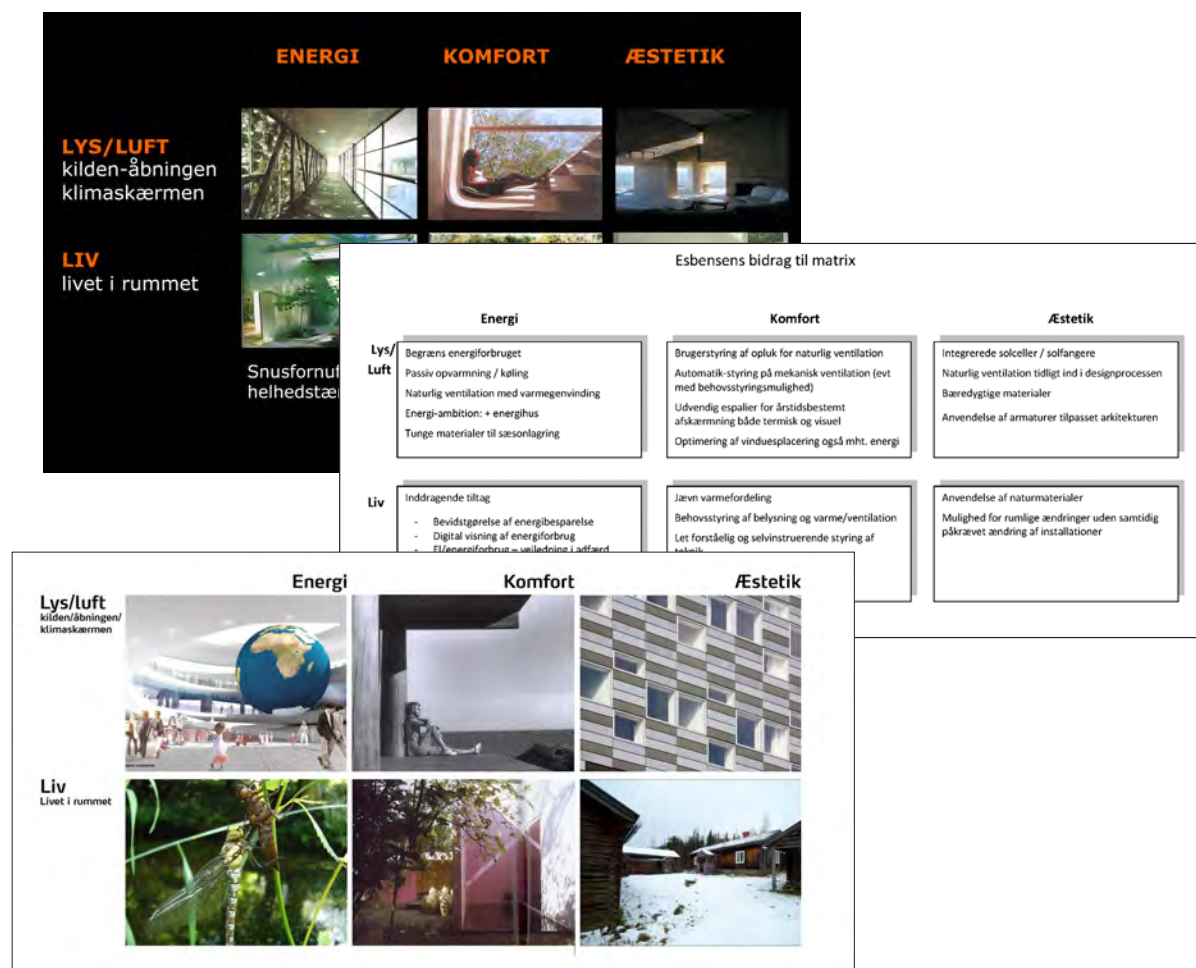 ENERGI KOMFORT ÆSTETIK
LYS/LUFT
kilden-åbningen
klimaskærmen
LIV
livet i rummet
Esbensens bidrag til matrix
Energi Komfort Æstetik
Lys/
Luft
Begræns energiforbruget
Passiv opvarmning / køling
Naturlig ventilation med varmegenvinding
Energi-ambition: + energihus
Tunge materialer til sæsonlagring
Brugerstyring af opluk for naturlig ventilation
Automatik-styring på mekanisk ventilation (evt
med behovsstyringsmulighed)
Udvendig espalier for årstidsbestemt
afskærmning både termisk og visuel
Optimering af vinduesplacering også mht. energi
Integrerede solceller / solfangere
Naturlig ventilation tidligt ind i designprocessen
Bæredygtige materialer
Anvendelse af armaturer tilpasset arkitekturen
Liv
Inddragende tiltag
- Bevidstgørelse af energibesparelse
- Digital visning af energiforbrug
- El/energiforbrug – vejledning i adfærd
Jævn varmefordeling
Behovsstyring af belysning og varme/ventilation
Let forståelig og selvinstruerende styring af
teknik
Anvendelse af naturmaterialer
Mulighed for rumlige ændringer uden samtidig
påkrævet ændring af installationer
Energi Komfort Æstetik
Lys/luft
kilden/åbningen/
klimaskærmen
Liv
Livet i rummet